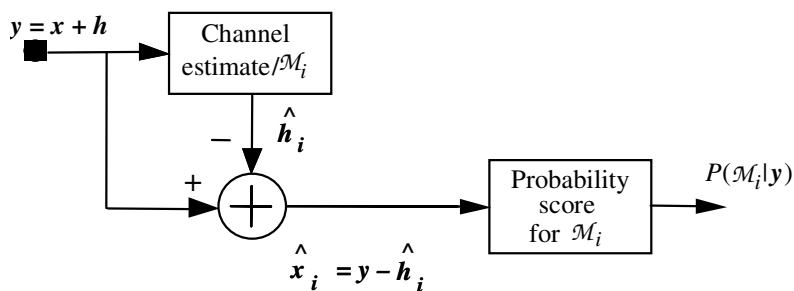 y = x + h
Channel
estimate/ℳᵢ
− ĥᵢ
+
Probability
score
for ℳᵢ
P(ℳᵢ|y)
x̂ᵢ = y − ĥᵢ